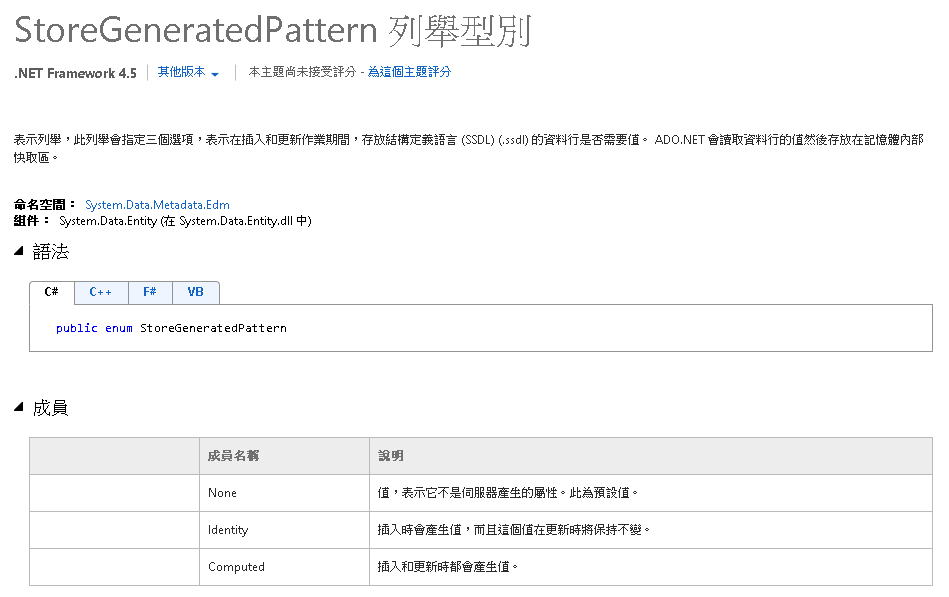 StoreGeneratedPattern 列舉型別
.NET Framework 4.5 其他版本 本主題尚未接受評分 - 為這個主題評分
表示列舉，此列舉會指定三個選項，表示在插入和更新作業期間，存放結構定義語言 (SSDL) (.ssdl) 的資料行是否需要值。 ADO.NET 會讀取資料行的值然後存放在記憶體內部
快取區。
命名空間： System.Data.Metadata.Edm
組件： System.Data.Entity (在 System.Data.Entity.dll 中)
語法
C# C++ F# VB
public enum StoreGeneratedPattern
成員
成員名稱 說明
None 值，表示它不是伺服器產生的屬性。此為預設值。
Identity 插入時會產生值，而且這個值在更新時將保持不變。
Computed 插入和更新時都會產生值。